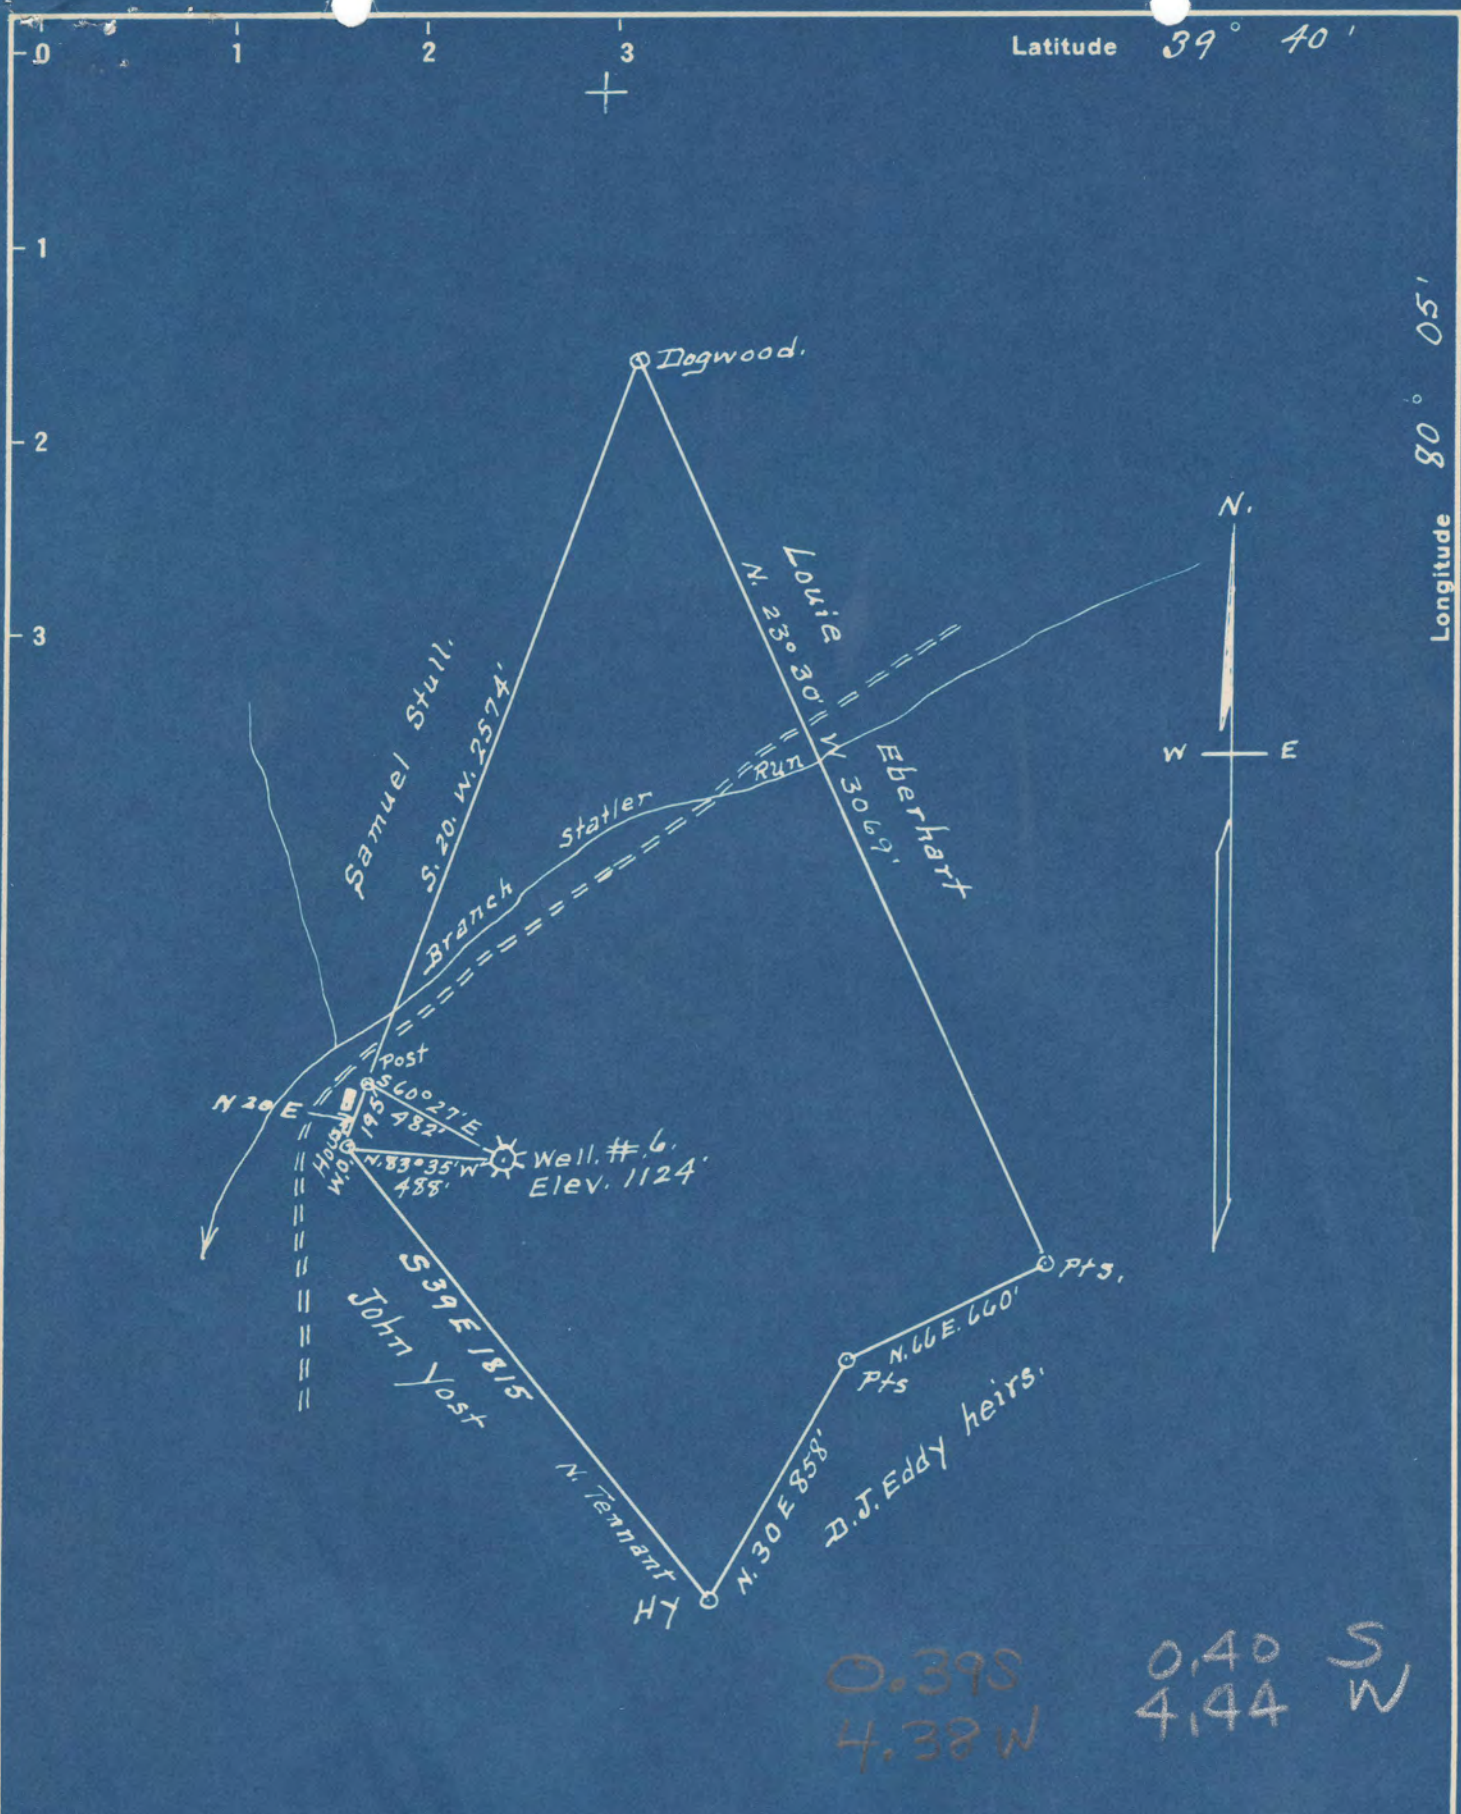 0 1 2 3
Latitude 39° 40'
1
2
3
Longitude 80° 05'
Dogwood.
N.
W E
Louie Eberhart
N. 23° 30' W 3069'
Samuel Stull.
S. 20. W. 2574'
Branch Statler Run
Post
S 60° 27' E
482'
N 20 E
195
House
W.O.
N. 83° 35' W
488'
Well. #. 6.
Elev. 1124'
S 39 E 1815
John Yost
N. Tennant
Pts.
N. 66 E. 660'
Pts
N. 30 E 858'
D. J. Eddy heirs.
HY
0.39S
4.38W
0.40 S
4.44 W